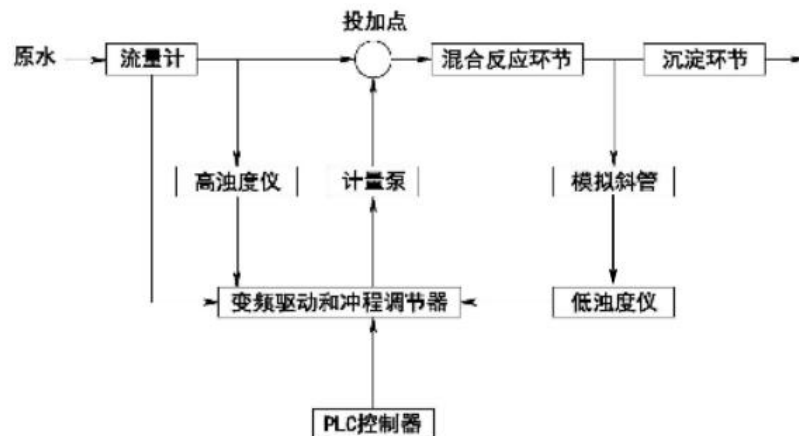 投加点
原水
流量计
混合反应环节
沉淀环节
高浊度仪
计量泵
模拟斜管
变频驱动和冲程调节器
低浊度仪
PLC控制器